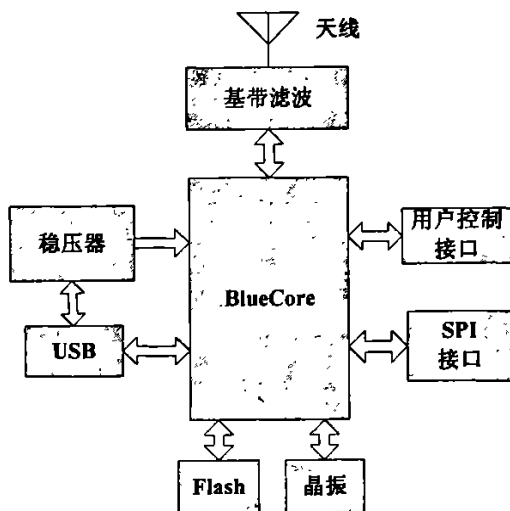 天线
基带滤波
稳压器
用户控制
接口
BlueCore
USB
SPI
接口
Flash
晶振